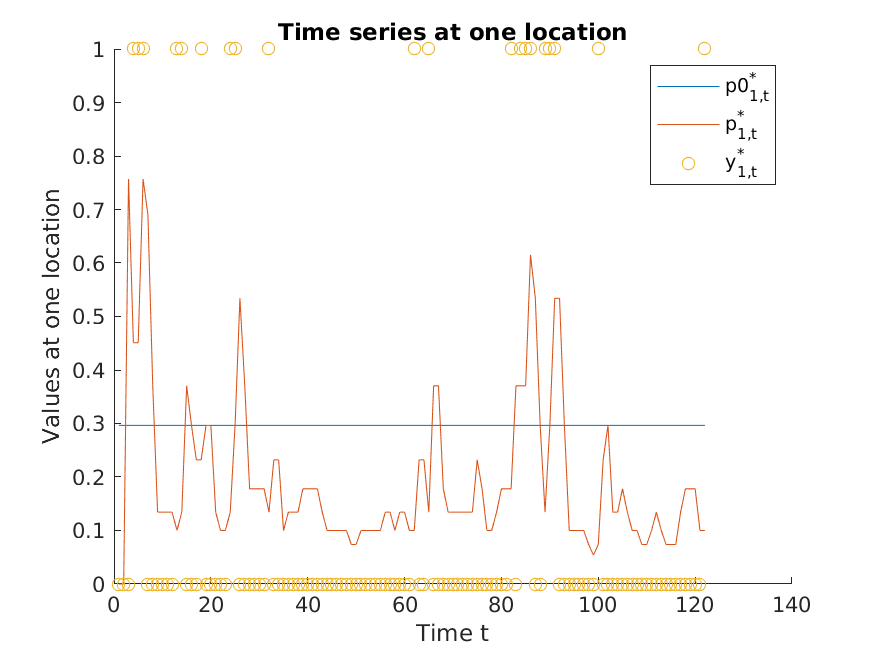 Time series at one location
1
0.9
0.8
0.7
0.6
0.5
0.4
0.3
0.2
0.1
0
Values at one location
p0*1,t
p*1,t
y*1,t
0 20 40 60 80 100 120 140
Time t